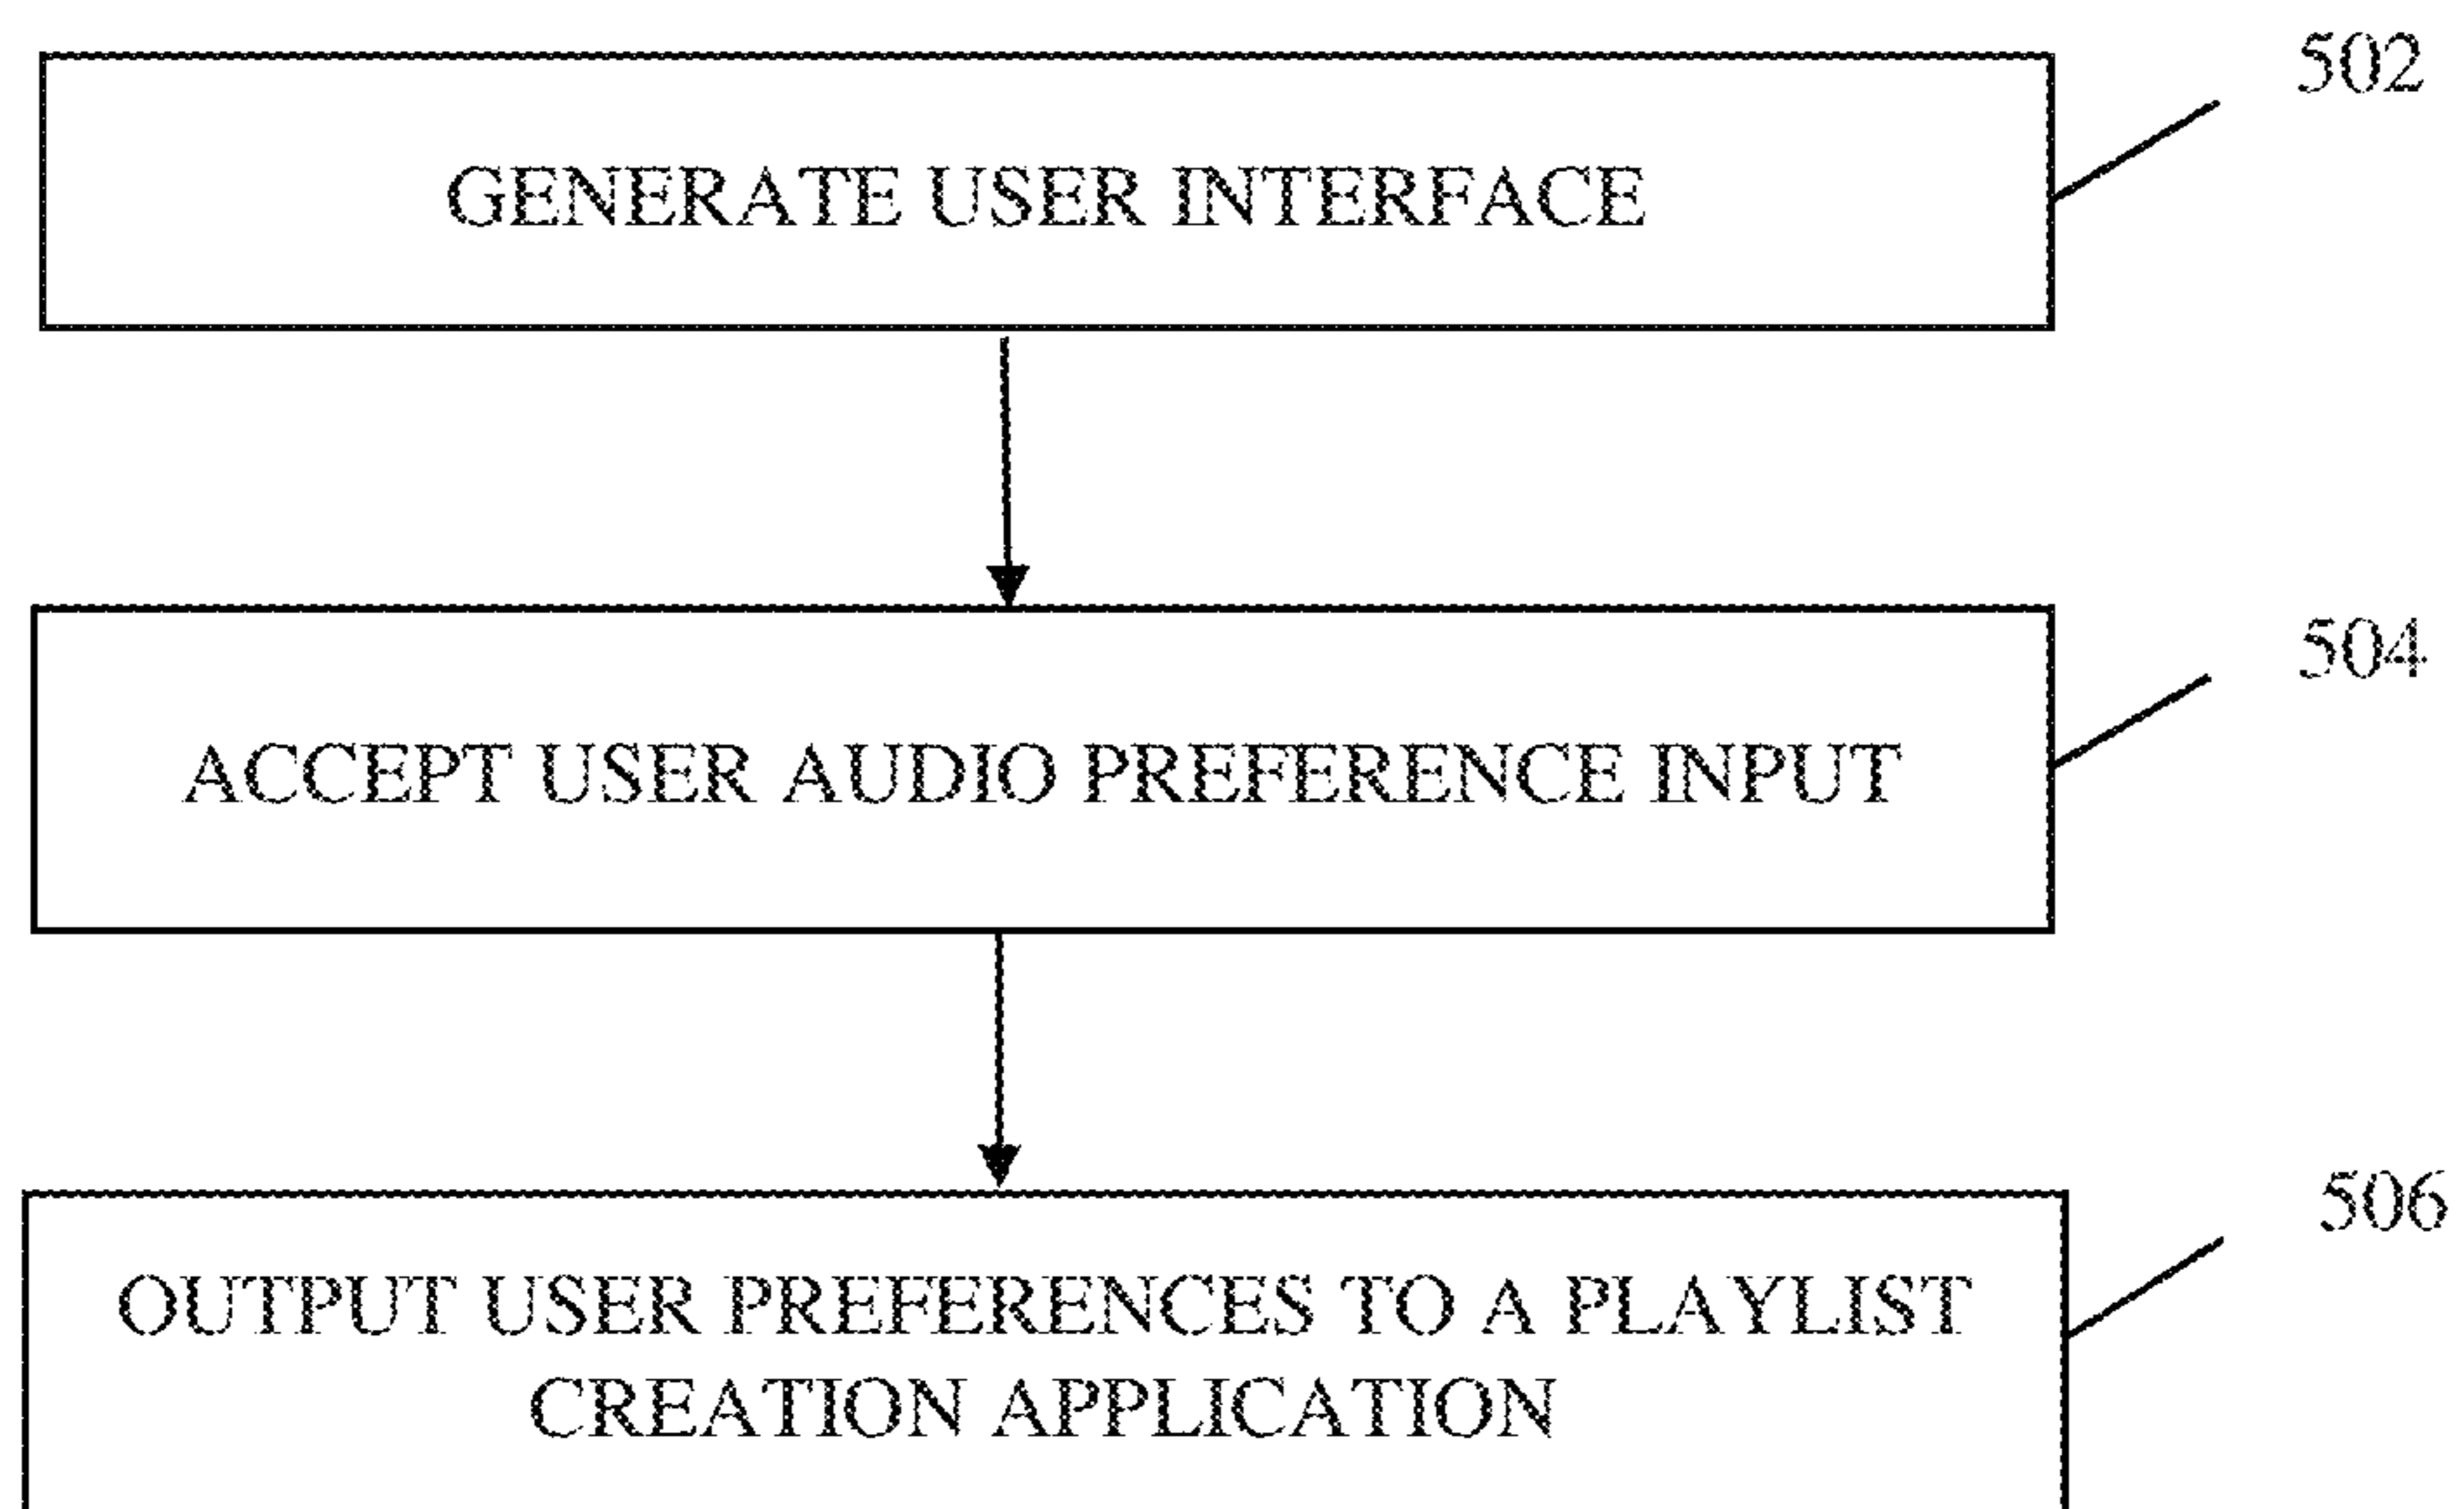 502
GENERATE USER INTERFACE
504
ACCEPT USER AUDIO PREFERENCE INPUT
506
OUTPUT USER PREFERENCES TO A PLAYLIST
CREATION APPLICATION